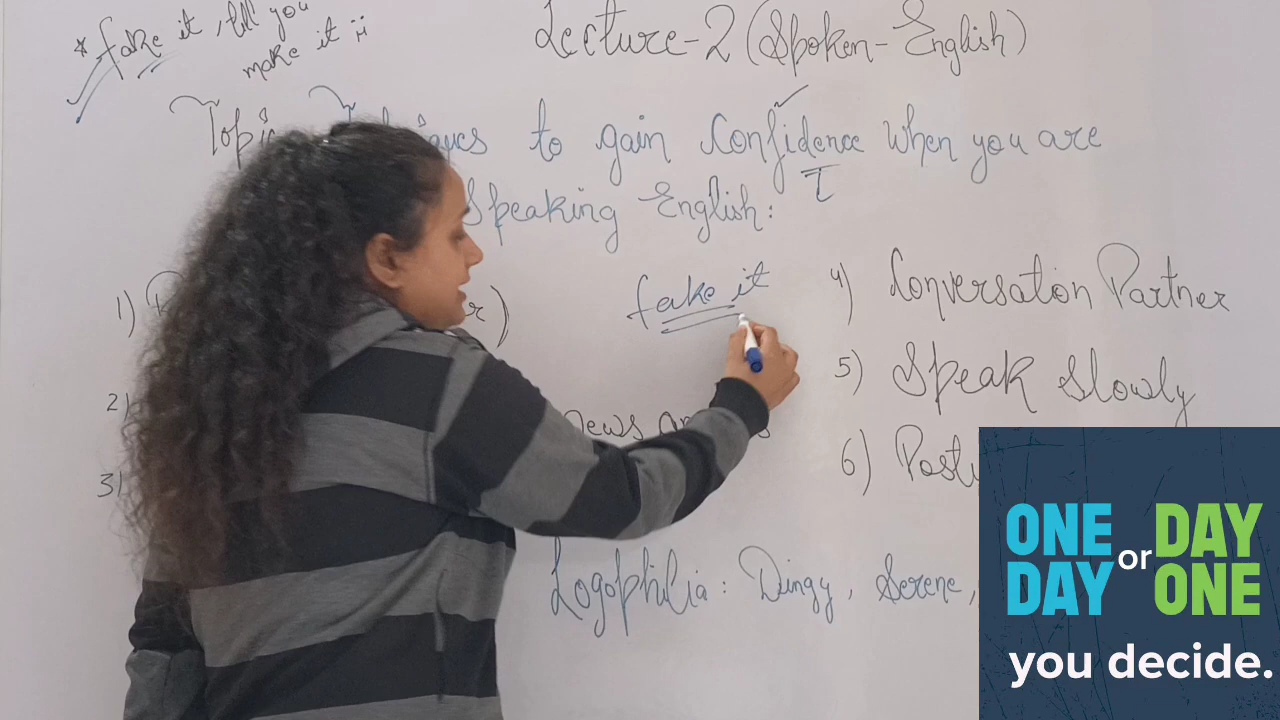 * fake it, till you
make it
Lecture-2 (Spoken-English)
to gain Confidence when you are
Speaking English:
1)
fake it
4) Conversation Partner
2)
news
5) Speak Slowly
3)
6)
Logophilia: Dingy, Serene,
ONE DAY or DAY ONE
you decide.